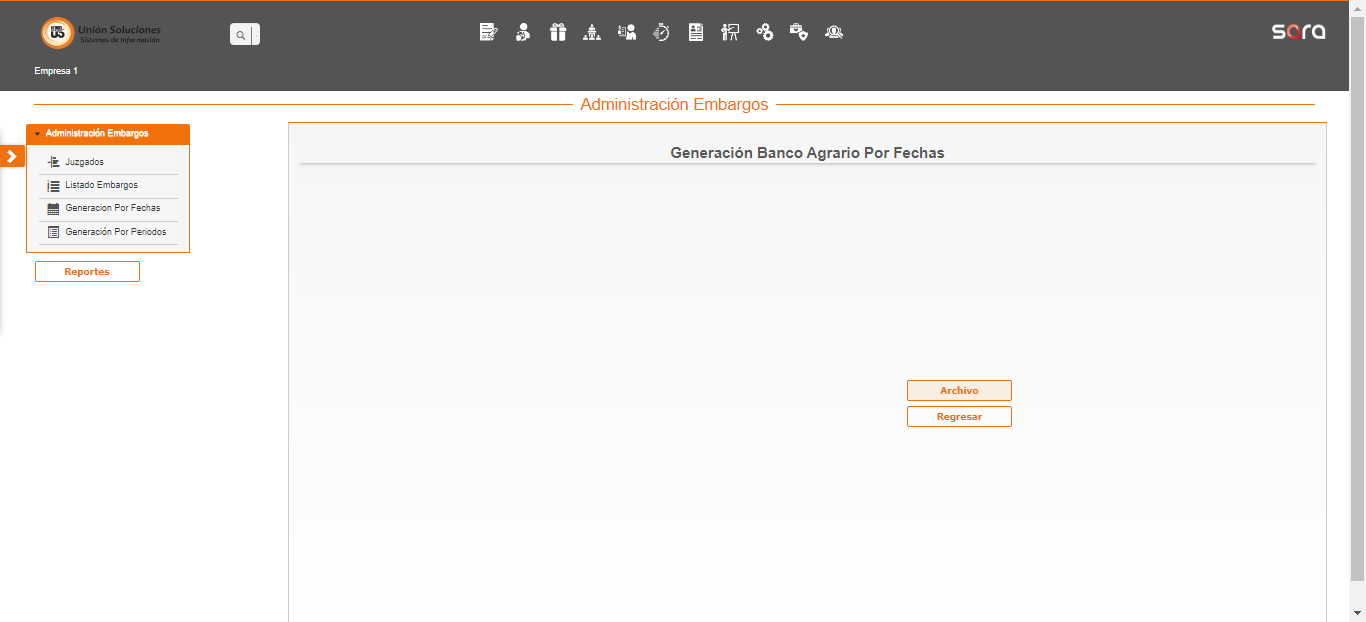 Unión Soluciones
Sistemas de Información
sara
Empresa 1
Administración Embargos
Administración Embargos
Juzgados
Listado Embargos
Generacion Por Fechas
Generación Por Periodos
Reportes
Generación Banco Agrario Por Fechas
Archivo
Regresar